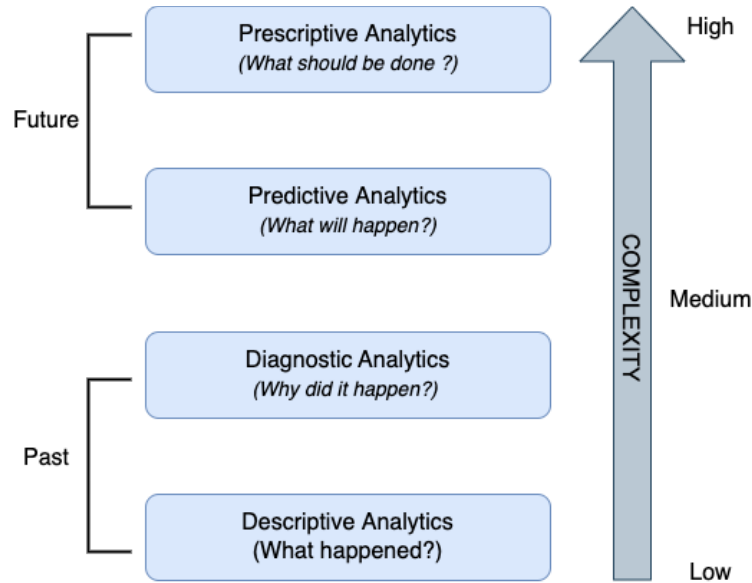 Prescriptive Analytics
(What should be done ?)
High
Future
Predictive Analytics
(What will happen?)
COMPLEXITY
Medium
Diagnostic Analytics
(Why did it happen?)
Past
Descriptive Analytics
(What happened?)
Low